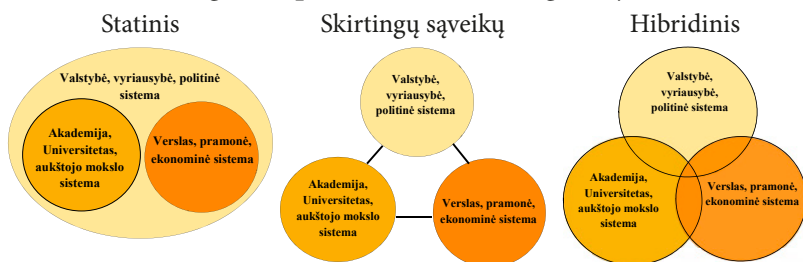 Statinis
Valstybė, vyriausybė, politinė
sistema
Akademija,
Universitetas,
aukštojo mokslo
sistema
Verslas, pramonė,
ekonominė sistema
Skirtingų sąveikų
Valstybė,
vyriausybė,
politinė sistema
Akademija,
Universitetas,
aukštojo mokslo
sistema
Verslas, pramonė,
ekonominė sistema
Hibridinis
Valstybė,
vyriausybė,
politinė sistema
Akademija,
Universitetas,
aukštojo mokslo
sistema
Verslas, pramonė,
ekonominė sistema